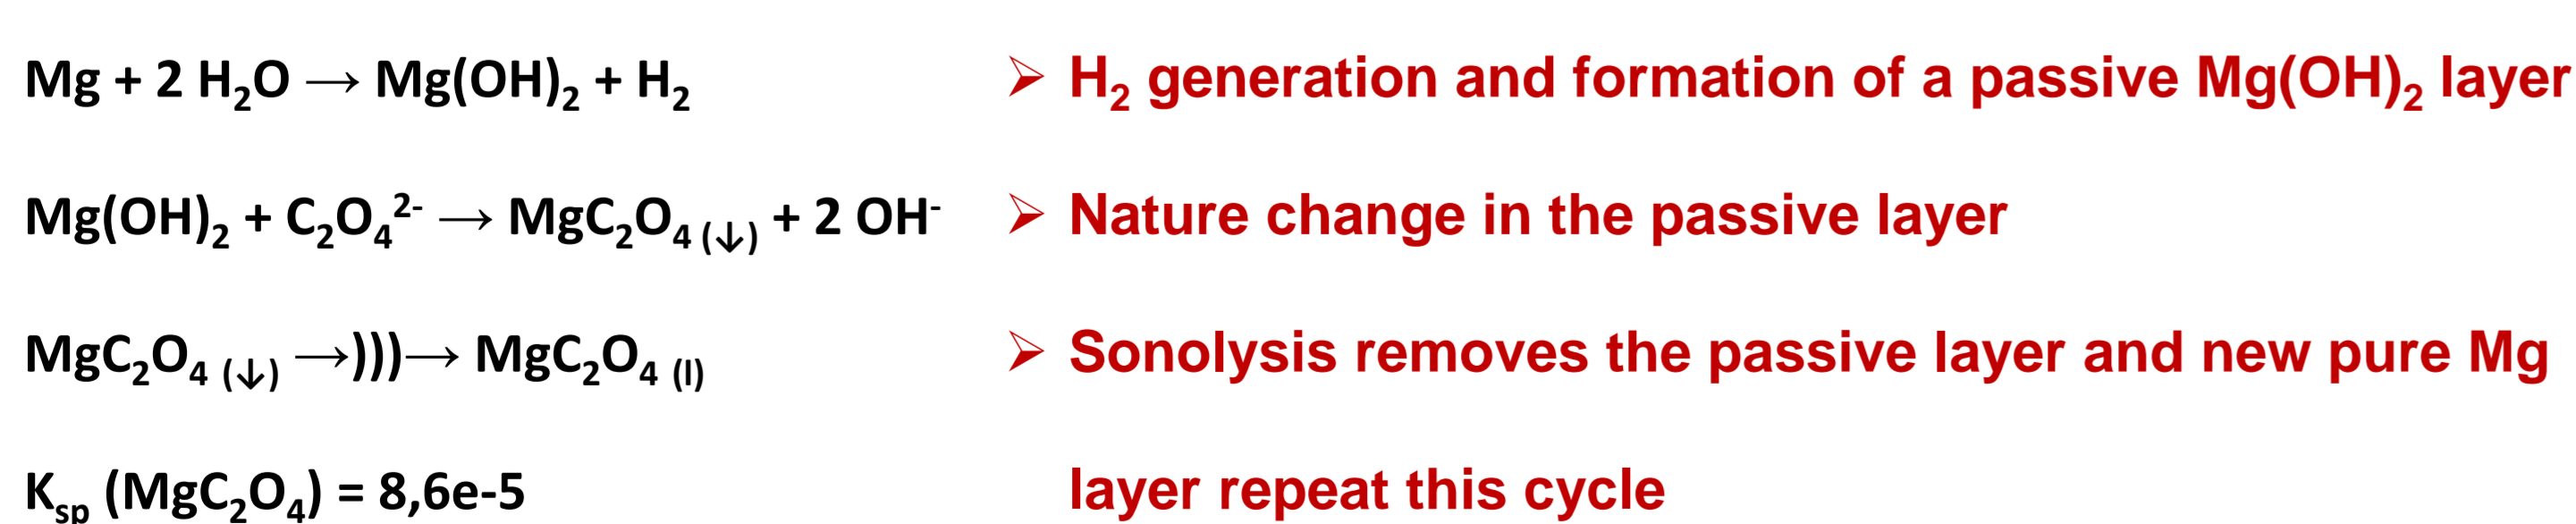 Mg + 2 H₂O → Mg(OH)₂ + H₂
➢ H₂ generation and formation of a passive Mg(OH)₂ layer
Mg(OH)₂ + C₂O₄²⁻ → MgC₂O₄ (↓) + 2 OH⁻
➢ Nature change in the passive layer
MgC₂O₄ (↓) →)))→ MgC₂O₄ (l)
➢ Sonolysis removes the passive layer and new pure Mg
layer repeat this cycle
Kₛₚ (MgC₂O₄) = 8,6e-5